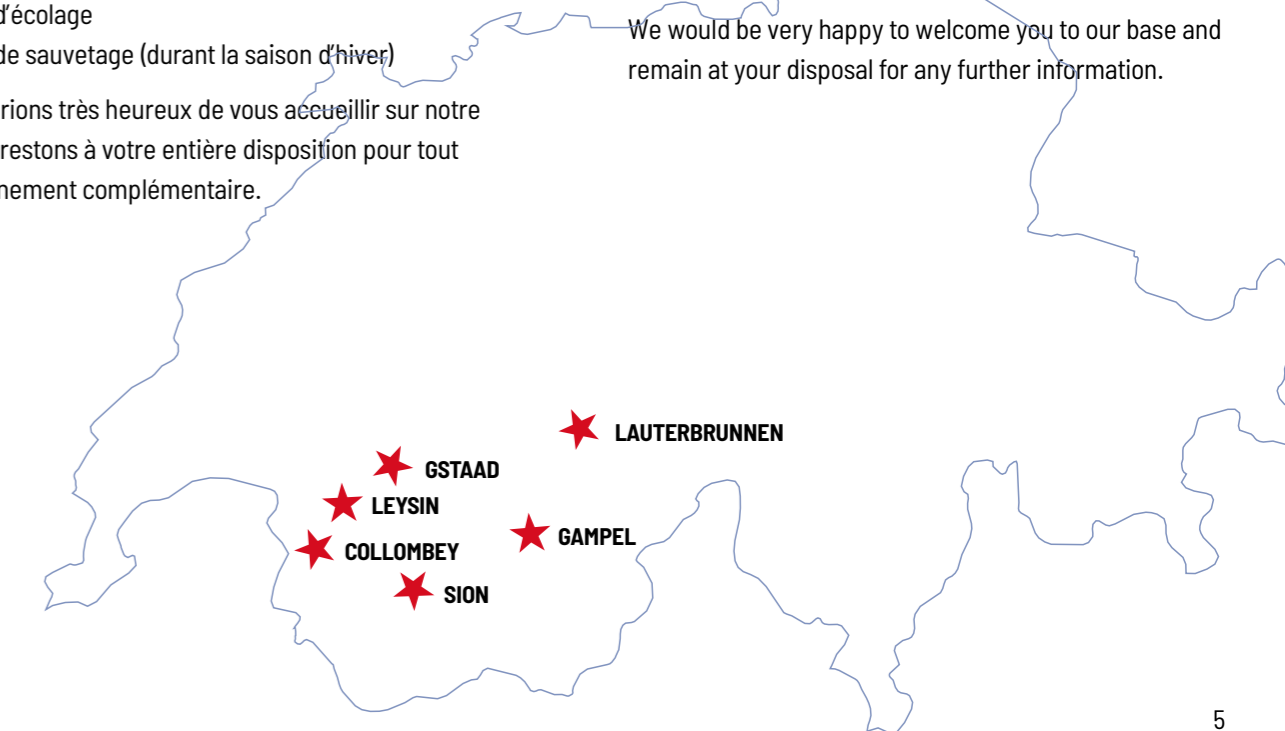 d'écolage
de sauvetage (durant la saison d'hiver)
rions très heureux de vous accueillir sur notre
restons à votre entière disposition pour tout
nement complémentaire.
We would be very happy to welcome you to our base and
remain at your disposal for any further information.
LAUTERBRUNNEN
GSTAAD
LEYSIN
GAMPEL
COLLOMBEY
SION
5